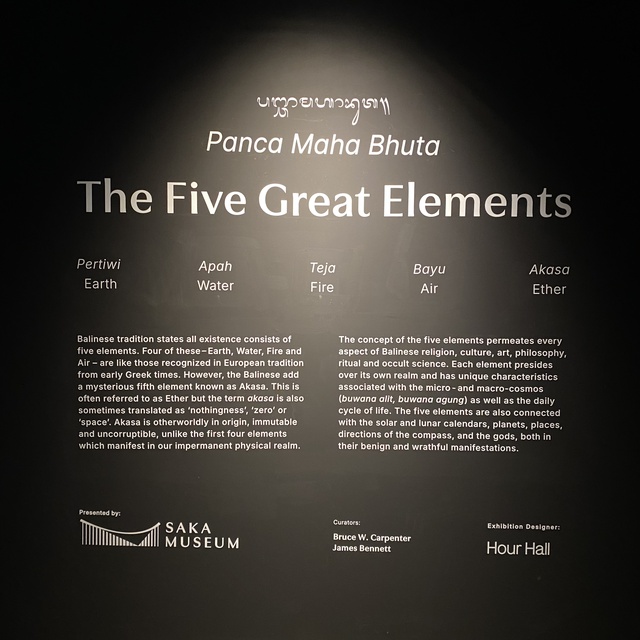 Panca Maha Bhuta
The Five Great Elements
Pertiwi Apah Teja Bayu Akasa
Earth Water Fire Air Ether
Balinese tradition states all existence consists of
five elements. Four of these–Earth, Water, Fire and
Air – are like those recognized in European tradition
from early Greek times. However, the Balinese add
a mysterious fifth element known as Akasa. This is
often referred to as Ether but the term akasa is also
sometimes translated as ‘nothingness’, ‘zero’ or
‘space’. Akasa is otherworldly in origin, immutable
and uncorruptible, unlike the first four elements
which manifest in our impermanent physical realm.
The concept of the five elements permeates every
aspect of Balinese religion, culture, art, philosophy,
ritual and occult science. Each element presides
over its own realm and has unique characteristics
associated with the micro-and macro-cosmos
(buwana alit, buwana agung) as well as the daily
cycle of life. The five elements are also connected
with the solar and lunar calendars, planets, places,
directions of the compass, and the gods, both in
their benign and wrathful manifestations.
Presented by:
SAKA
MUSEUM
Curators:
Bruce W. Carpenter
James Bennett
Exhibition Designer:
Hour Hall